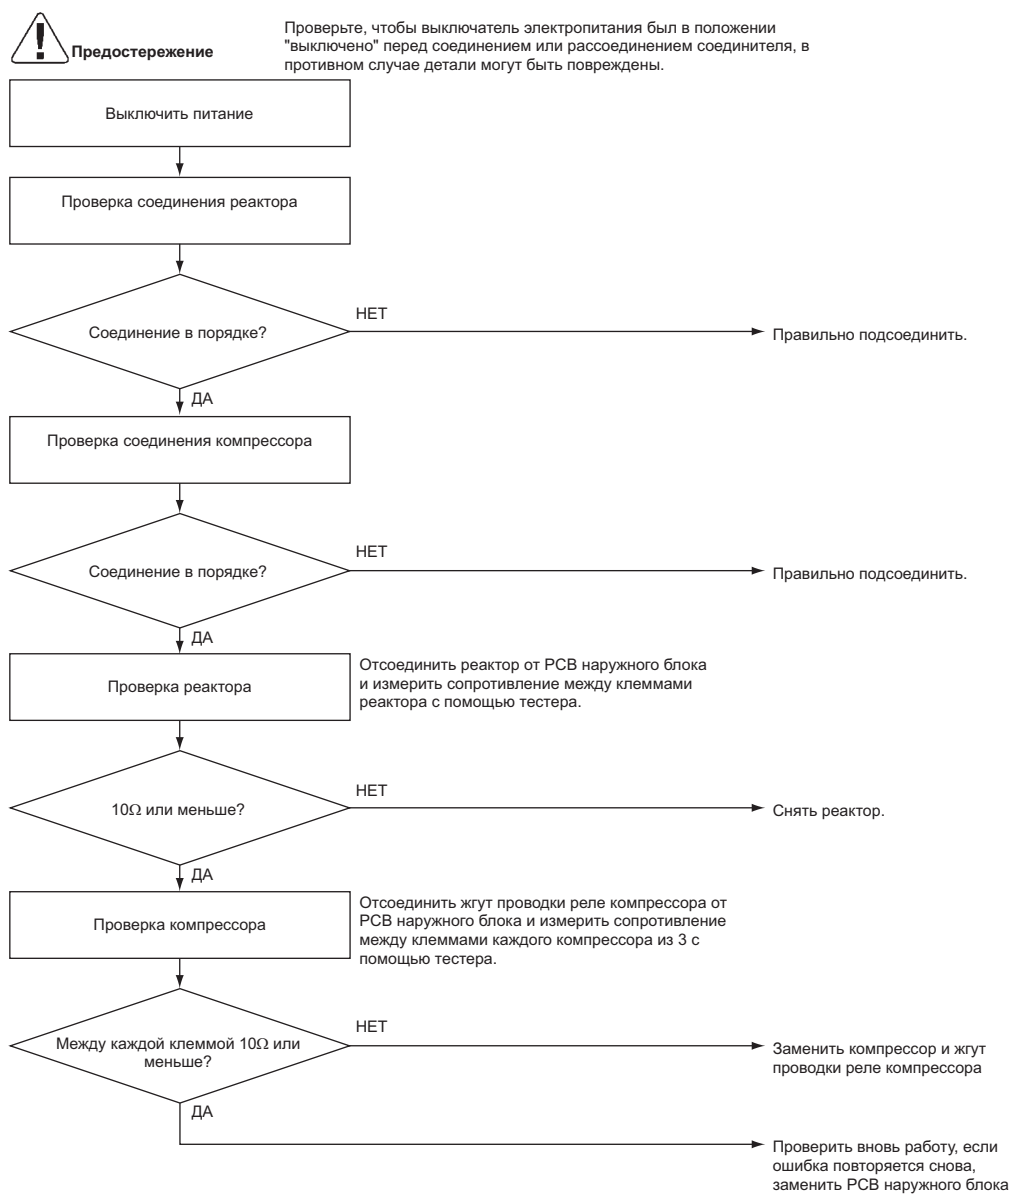 Предостережение
Проверьте, чтобы выключатель электропитания был в положении
"выключено" перед соединением или рассоединением соединителя, в
противном случае детали могут быть повреждены.
Выключить питание
Проверка соединения реактора
Соединение в порядке?
НЕТ
Правильно подсоединить.
ДА
Проверка соединения компрессора
Соединение в порядке?
НЕТ
Правильно подсоединить.
ДА
Проверка реактора
Отсоединить реактор от PCB наружного блока
и измерить сопротивление между клеммами
реактора с помощью тестера.
10Ω или меньше?
НЕТ
Снять реактор.
ДА
Проверка компрессора
Отсоединить жгут проводки реле компрессора от
PCB наружного блока и измерить сопротивление
между клеммами каждого компрессора из 3 с
помощью тестера.
Между каждой клеммой 10Ω или
меньше?
НЕТ
Заменить компрессор и жгут
проводки реле компрессора
ДА
Проверить вновь работу, если
ошибка повторяется снова,
заменить PCB наружного блока